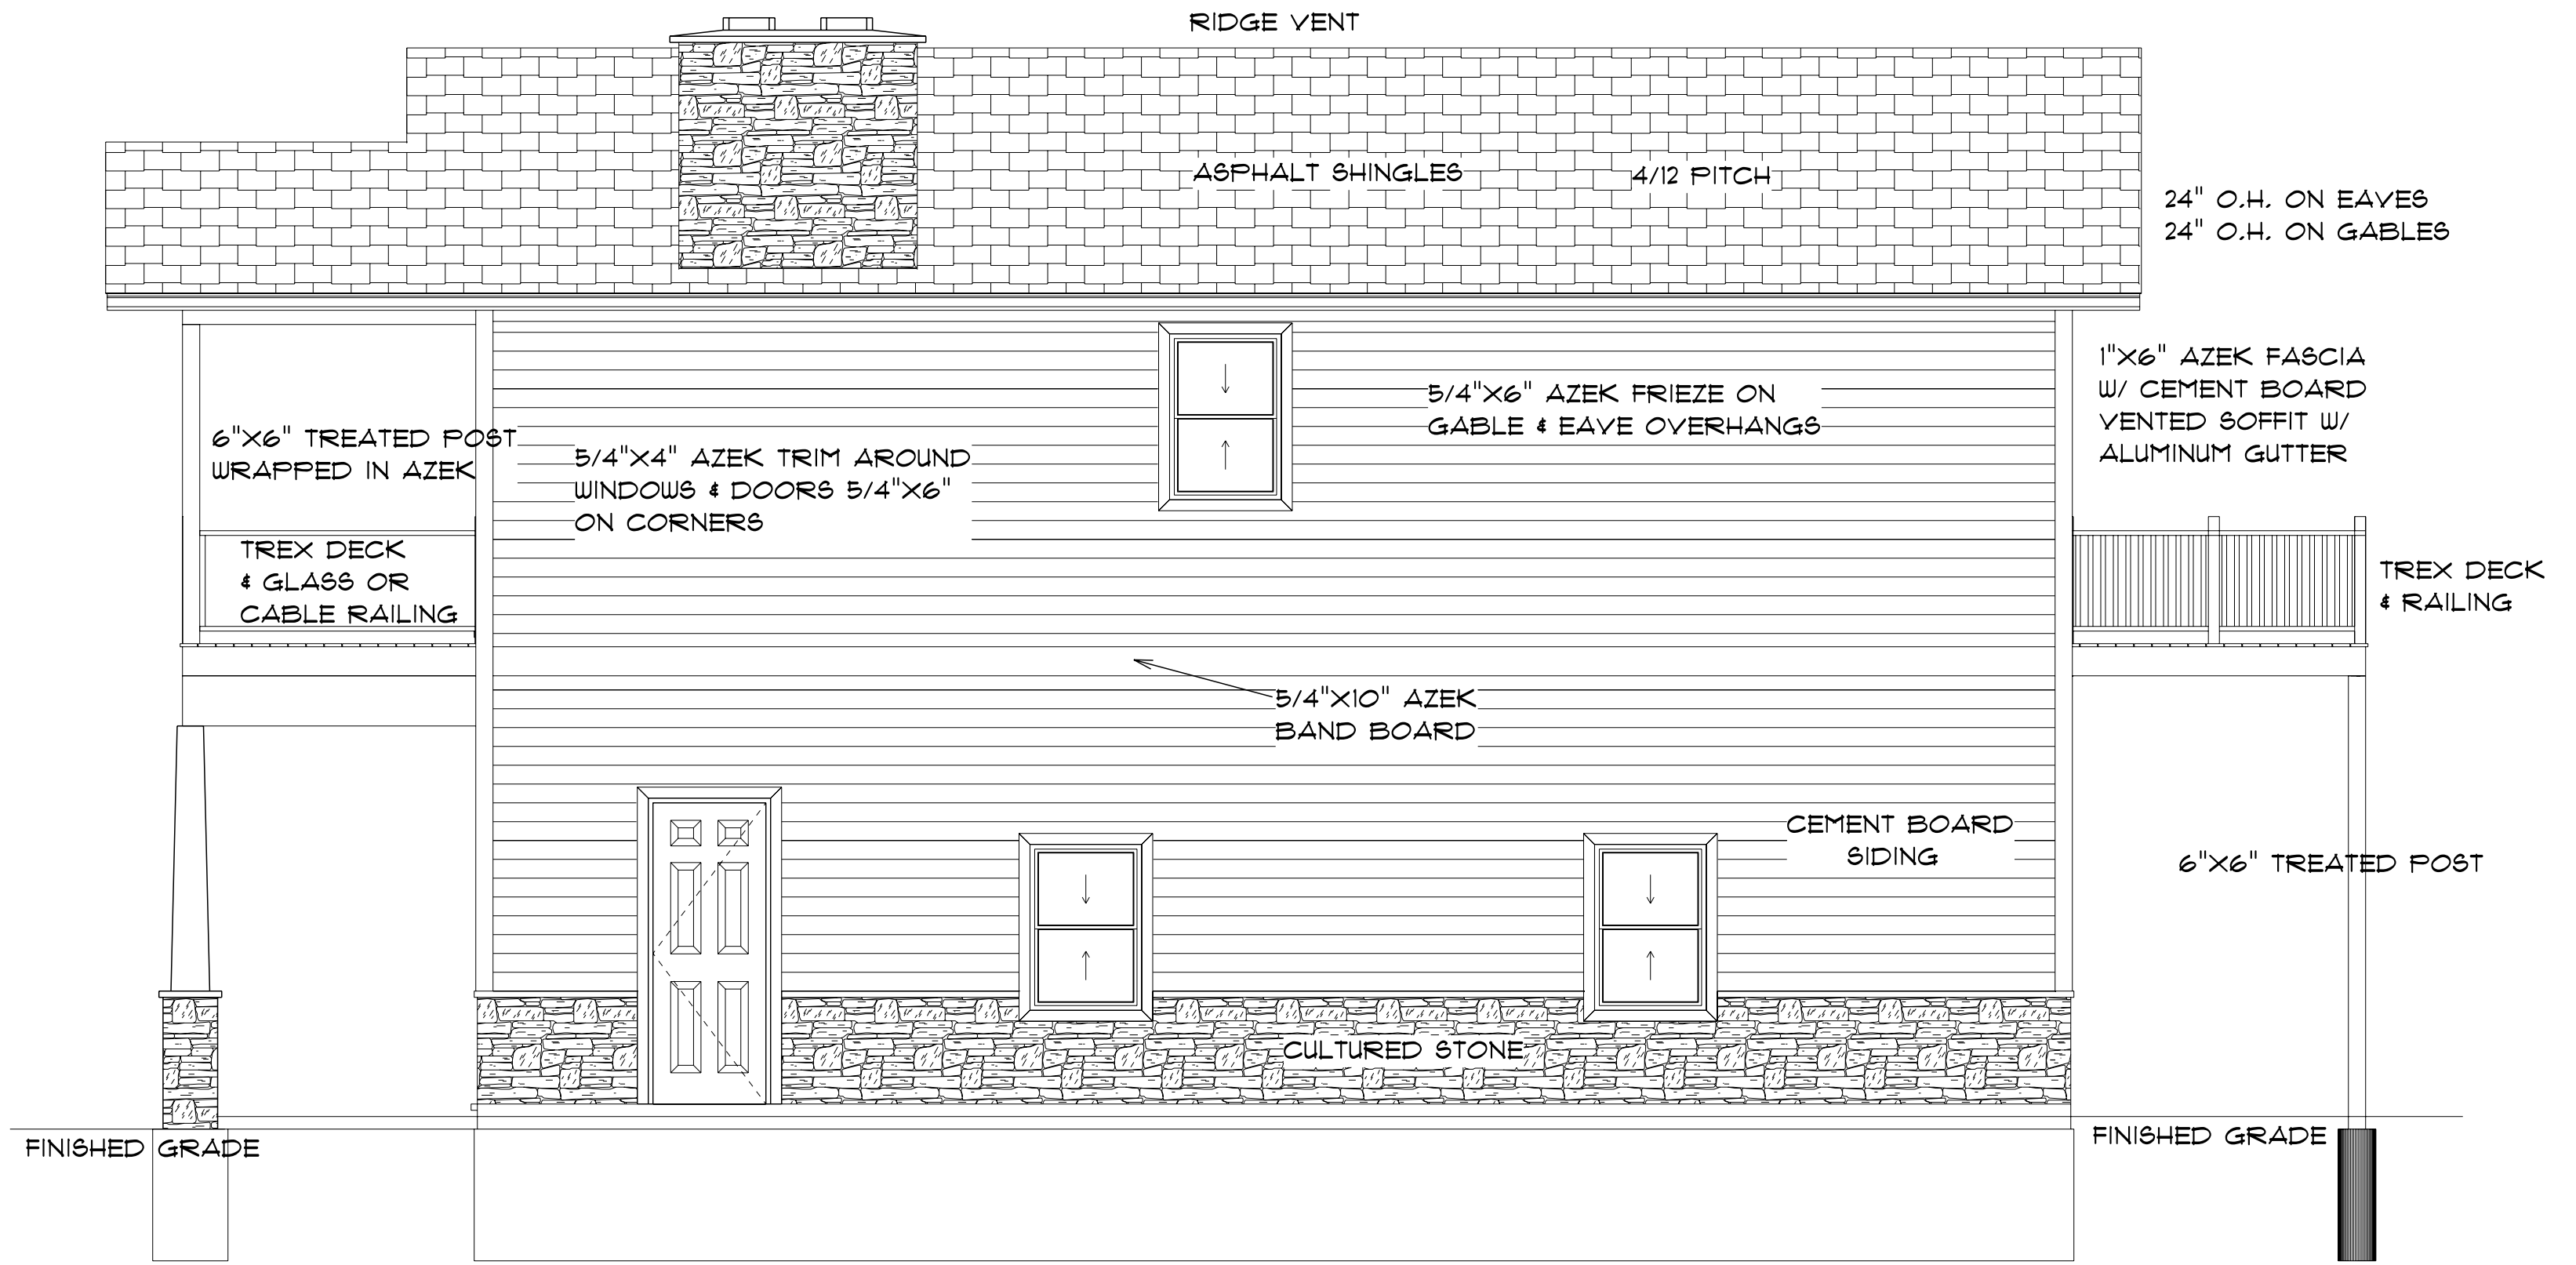 RIDGE VENT
ASPHALT SHINGLES
4/12 PITCH
24" O.H. ON EAVES
24" O.H. ON GABLES
1"X6" AZEK FASCIA
W/ CEMENT BOARD
VENTED SOFFIT W/
ALUMINUM GUTTER
5/4"X6" AZEK FRIEZE ON
GABLE & EAVE OVERHANGS
6"X6" TREATED POST
WRAPPED IN AZEK
5/4"X4" AZEK TRIM AROUND
WINDOWS & DOORS 5/4"X6"
ON CORNERS
TREX DECK
& GLASS OR
CABLE RAILING
TREX DECK
& RAILING
5/4"X10" AZEK
BAND BOARD
CEMENT BOARD
SIDING
6"X6" TREATED POST
CULTURED STONE
FINISHED GRADE
FINISHED GRADE